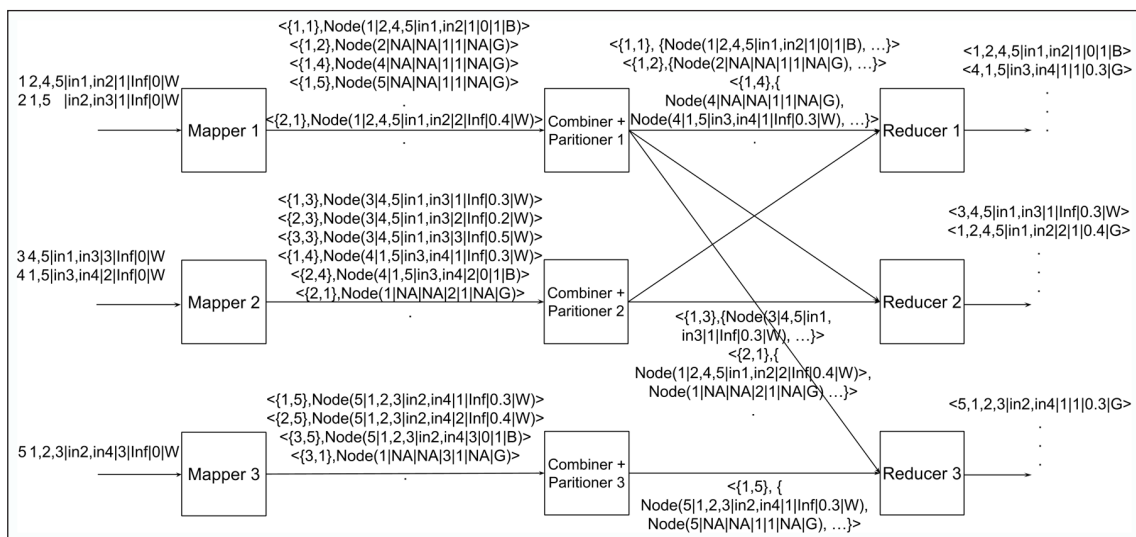 <{1,1},Node(1|2,4,5|in1,in2|1|0|1|B)>
<{1,2},Node(2|NA|NA|1|1|NA|G)>
<{1,4},Node(4|NA|NA|1|1|NA|G)>
<{1,5},Node(5|NA|NA|1|1|NA|G)>
.
<{2,1},Node(1|2,4,5|in1,in2|2|Inf|0.4|W)>
.
1 2,4,5|in1,in2|1|Inf|0|W
2 1,5 |in2,in3|1|Inf|0|W
Mapper 1
Combiner +
Paritioner 1
<{1,1}, {Node(1|2,4,5|in1,in2|1|0|1|B), …}>
<{1,2},{Node(2|NA|NA|1|1|NA|G), …}>
<{1,4},{
Node(4|NA|NA|1|1|NA|G),
Node(4|1,5|in3,in4|1|Inf|0.3|W), …}>
.
Reducer 1
<1,2,4,5|in1,in2|1|0|1|B>
<4,1,5|in3,in4|1|1|0.3|G>
.
.
.
.
<{1,3},Node(3|4,5|in1,in3|1|Inf|0.3|W)>
<{2,3},Node(3|4,5|in1,in3|2|Inf|0.2|W)>
<{3,3},Node(3|4,5|in1,in3|3|Inf|0.5|W)>
<{1,4},Node(4|1,5|in3,in4|1|Inf|0.3|W)>
<{2,4},Node(4|1,5|in3,in4|2|0|1|B)>
<{2,1},Node(1|NA|NA|2|1|NA|G)>
.
3 4,5|in1,in3|3|Inf|0|W
4 1,5|in3,in4|2|Inf|0|W
Mapper 2
Combiner +
Paritioner 2
<{1,3},{Node(3|4,5|in1,
in3|1|Inf|0.3|W), …}>
<{2,1},{
Node(1|2,4,5|in1,in2|2|Inf|0.4|W)>,
Node(1|NA|NA|2|1|NA|G) …}>
.
Reducer 2
<3,4,5|in1,in3|1|Inf|0.3|W>
<1,2,4,5|in1,in2|2|1|0.4|G>
.
.
.
.
<{1,5},Node(5|1,2,3|in2,in4|1|Inf|0.3|W)>
<{2,5},Node(5|1,2,3|in2,in4|2|Inf|0.4|W)>
<{3,5},Node(5|1,2,3|in2,in4|3|0|1|B)>
<{3,1},Node(1|NA|NA|3|1|NA|G)>
.
5 1,2,3|in2,in4|3|Inf|0|W
Mapper 3
Combiner +
Paritioner 3
<{1,5}, {
Node(5|1,2,3|in2,in4|1|Inf|0.3|W),
Node(5|NA|NA|1|1|NA|G), …}>
.
Reducer 3
<5,1,2,3|in2,in4|1|1|0.3|G>
.
.
.
.